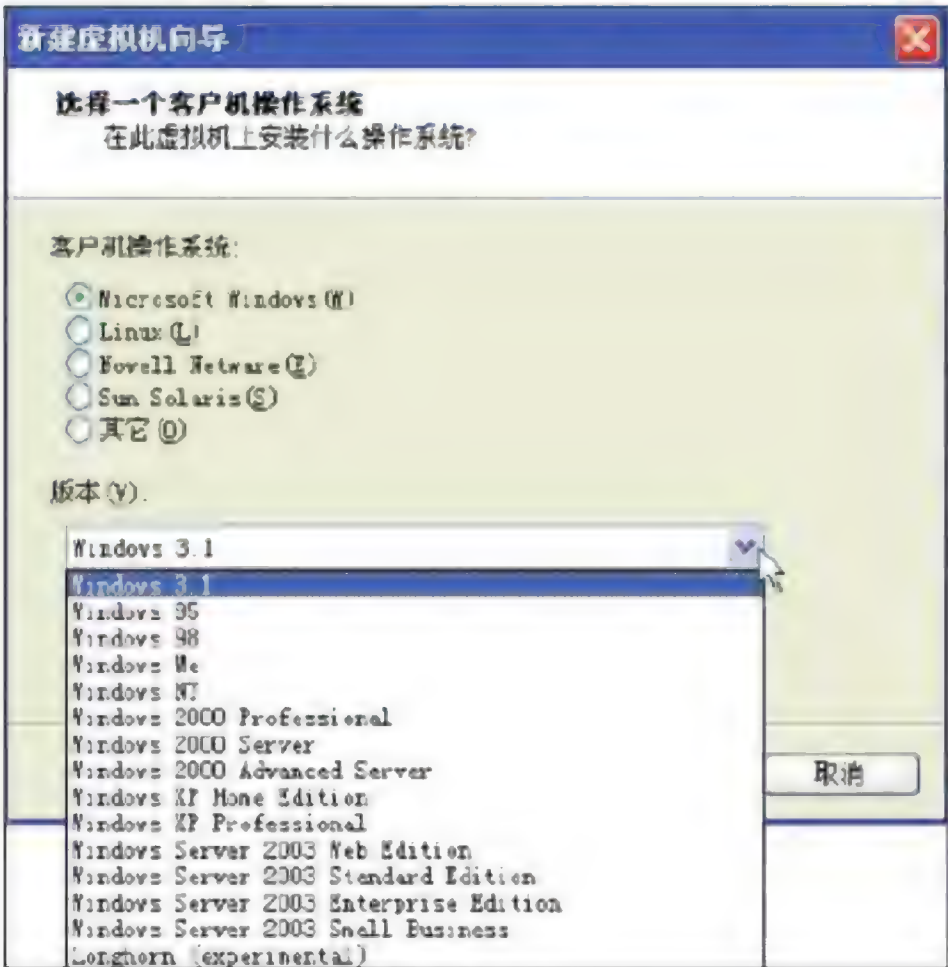 新建虚拟机向导
选择一个客户机操作系统
在此虚拟机上安装什么操作系统?
客户机操作系统:
Microsoft Windows(W)
Linux(L)
Novell Netware(E)
Sun Solaris(S)
其它(O)
版本(V):
Windows 3.1
Windows 3.1
Windows 95
Windows 98
Windows Me
Windows NT
Windows 2000 Professional
Windows 2000 Server
Windows 2000 Advanced Server
取消
Windows XP Home Edition
Windows XP Professional
Windows Server 2003 Web Edition
Windows Server 2003 Standard Edition
Windows Server 2003 Enterprise Edition
Windows Server 2003 Small Business
Longhorn (experimental)